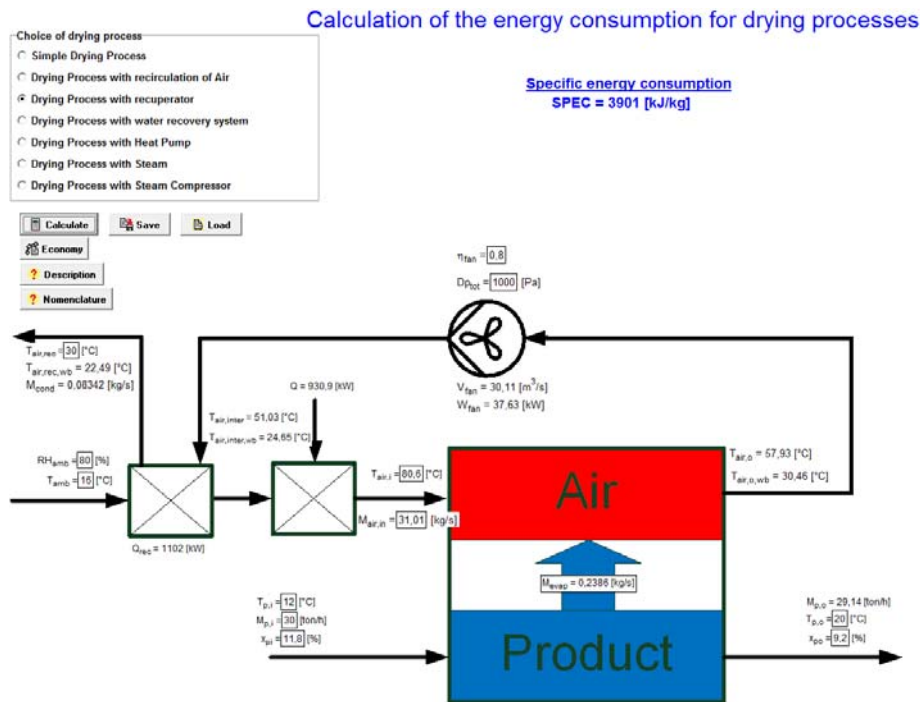 Calculation of the energy consumption for drying processes
Choice of drying process
Simple Drying Process
Drying Process with recirculation of Air
Drying Process with recuperator
Drying Process with water recovery system
Drying Process with Heat Pump
Drying Process with Steam
Drying Process with Steam Compressor
Specific energy consumption
SPEC = 3901 [kJ/kg]
Calculate
Save
Load
Economy
? Description
? Nomenclature
ηfan = 0,8
Dptot = 1000 [Pa]
Tair,rec = 30 [°C]
Tair,rec,wb = 22,49 [°C]
Mcond = 0,08342 [kg/s]
Vfan = 30,11 [m³/s]
Wfan = 37,63 [kW]
Q = 930,9 [kW]
Tair,inter = 51,03 [°C]
Tair,inter,wb = 24,65 [°C]
RHamb = 80 [%]
Tamb = 15 [°C]
Tair,i = 80,6 [°C]
Mair,in = 31,01 [kg/s]
Qrec = 1102 [kW]
Air
Tair,o = 57,93 [°C]
Tair,o,wb = 30,46 [°C]
Mevap = 0,2386 [kg/s]
Tp,i = 12 [°C]
Mp,i = 30 [ton/h]
xpi = 11,8 [%]
Product
Mp,o = 29,14 [ton/h]
Tp,o = 20 [°C]
xpo = 9,2 [%]